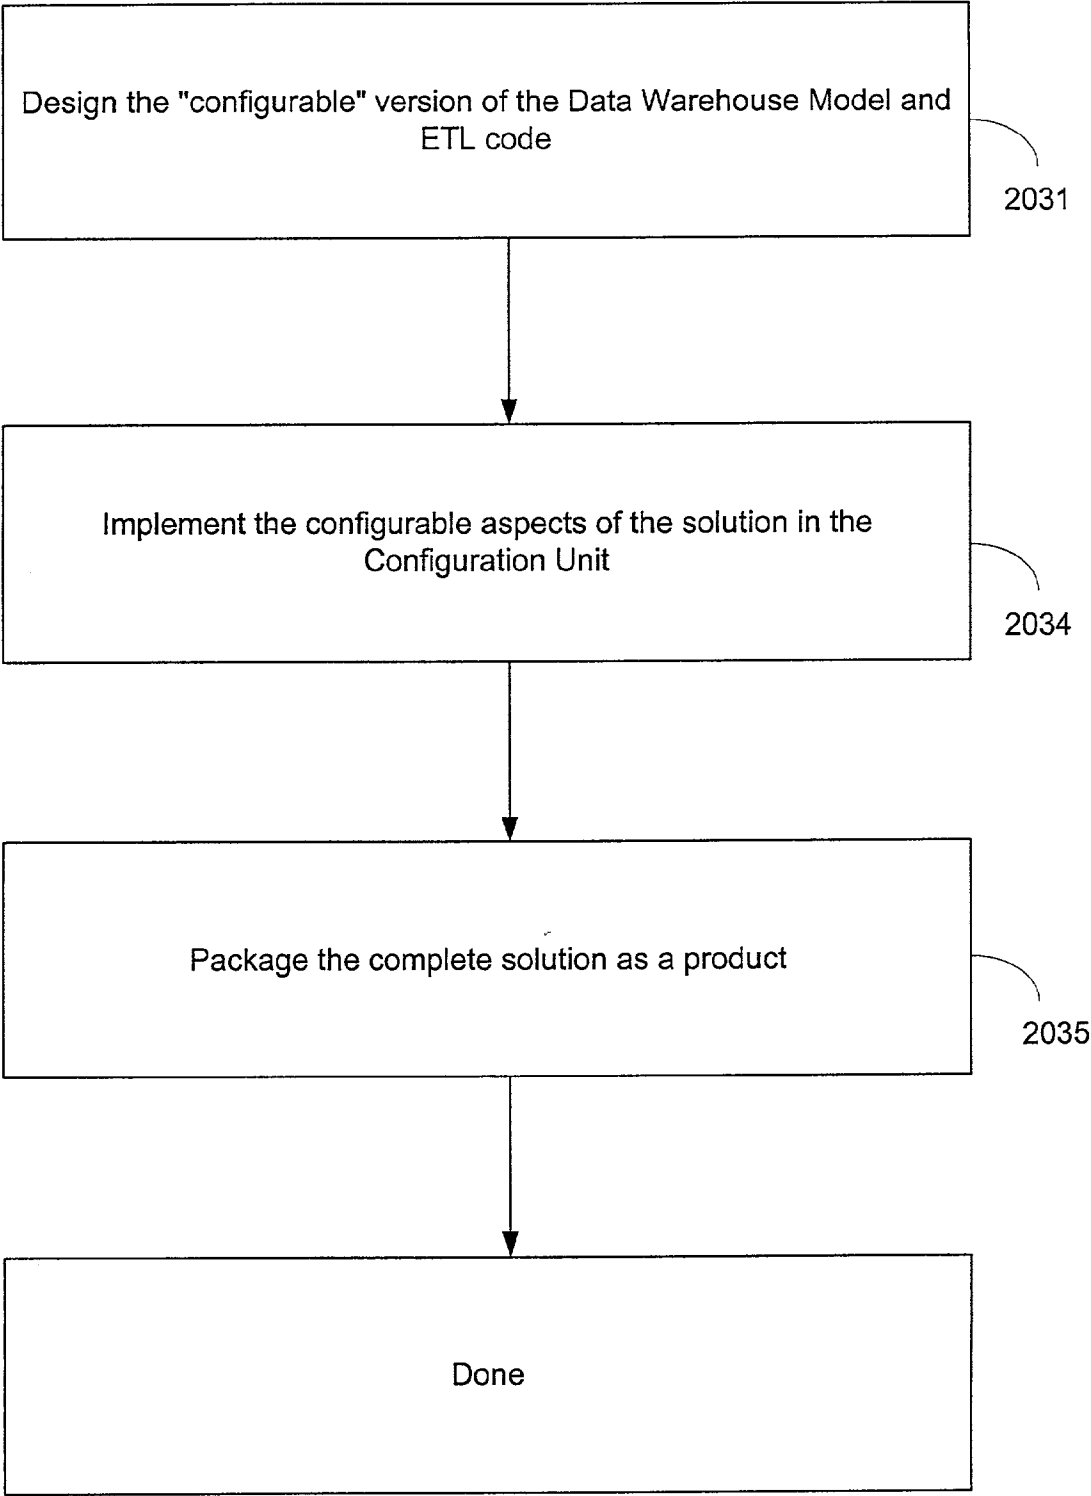 Design the "configurable" version of the Data Warehouse Model and
ETL code
2031
Implement the configurable aspects of the solution in the
Configuration Unit
2034
Package the complete solution as a product
2035
Done